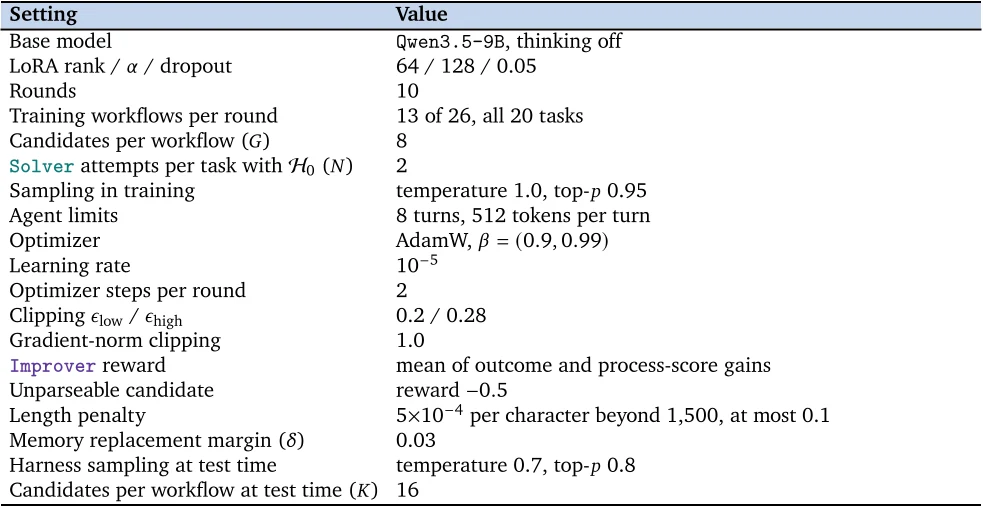 Setting Value
Base model Qwen3.5-9B, thinking off
LoRA rank / α / dropout 64 / 128 / 0.05
Rounds 10
Training workflows per round 13 of 26, all 20 tasks
Candidates per workflow (G) 8
Solver attempts per task with ℋ₀ (N) 2
Sampling in training temperature 1.0, top-p 0.95
Agent limits 8 turns, 512 tokens per turn
Optimizer AdamW, β = (0.9, 0.99)
Learning rate 10⁻⁵
Optimizer steps per round 2
Clipping ϵlow / ϵhigh 0.2 / 0.28
Gradient-norm clipping 1.0
Improver reward mean of outcome and process-score gains
Unparseable candidate reward −0.5
Length penalty 5×10⁻⁴ per character beyond 1,500, at most 0.1
Memory replacement margin (δ) 0.03
Harness sampling at test time temperature 0.7, top-p 0.8
Candidates per workflow at test time (K) 16